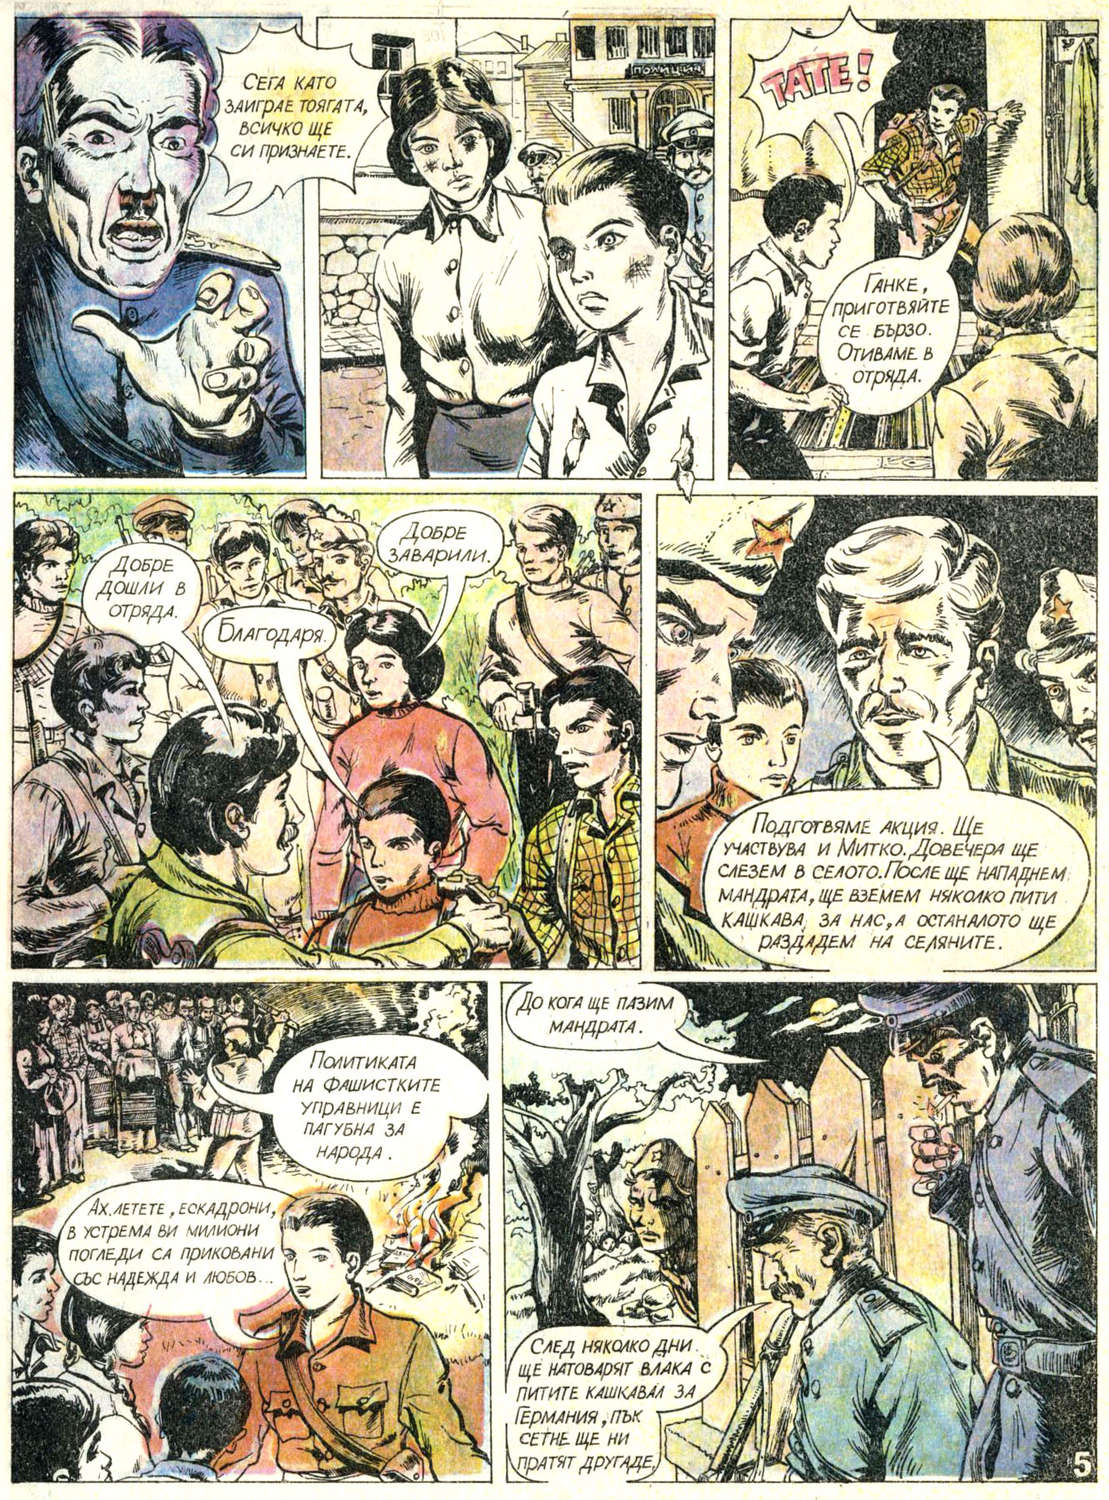 СЕГА КАТО
ЗАИГРАЕ ТОЯГАТА,
ВСИЧКО ЩЕ
СИ ПРИЗНАЕТЕ.
ПОЛИЦИЯ
ТАТЕ!
ГАНКЕ,
ПРИГОТВЯЙТЕ
СЕ БЪРЗО.
ОТИВАМЕ В
ОТРЯДА.
ДОБРЕ
ДОШЛИ В
ОТРЯДА.
БЛАГОДАРЯ.
ДОБРЕ
ЗАВАРИЛИ.
ПОДГОТВЯМЕ АКЦИЯ. ЩЕ
УЧАСТВУВА И МИТКО. ДОВЕЧЕРА ЩЕ
СЛЕЗЕМ В СЕЛОТО. ПОСЛЕ ЩЕ НАПАДНЕМ
МАНДРАТА, ЩЕ ВЗЕМЕМ НЯКОЛКО ПИТИ
КАШКАВА, ЗА НАС, А ОСТАНАЛОТО ЩЕ
РАЗДАДЕМ НА СЕЛЯНИТЕ.
ПОЛИТИКАТА
НА ФАШИСТКИТЕ
УПРАВНИЦИ Е
ПАГУБНА ЗА
НАРОДА.
АХ, ЛЕТЕТЕ, ЕСКАДРОНИ,
В УСТРЕМА ВИ МИЛИОНИ
ПОГЛЕДИ СА ПРИКОВАНИ
СЪС НАДЕЖДА И ЛЮБОВ...
ДО КОГА ЩЕ ПАЗИМ
МАНДРАТА.
СЛЕД НЯКОЛКО ДНИ
ЩЕ НАТОВАРЯТ ВЛАКА С
ПИТИТЕ КАШКАВАЛ ЗА
ГЕРМАНИЯ, ПЪК
СЕТНЕ ЩЕ НИ
ПРАТЯТ ДРУГАДЕ.
5